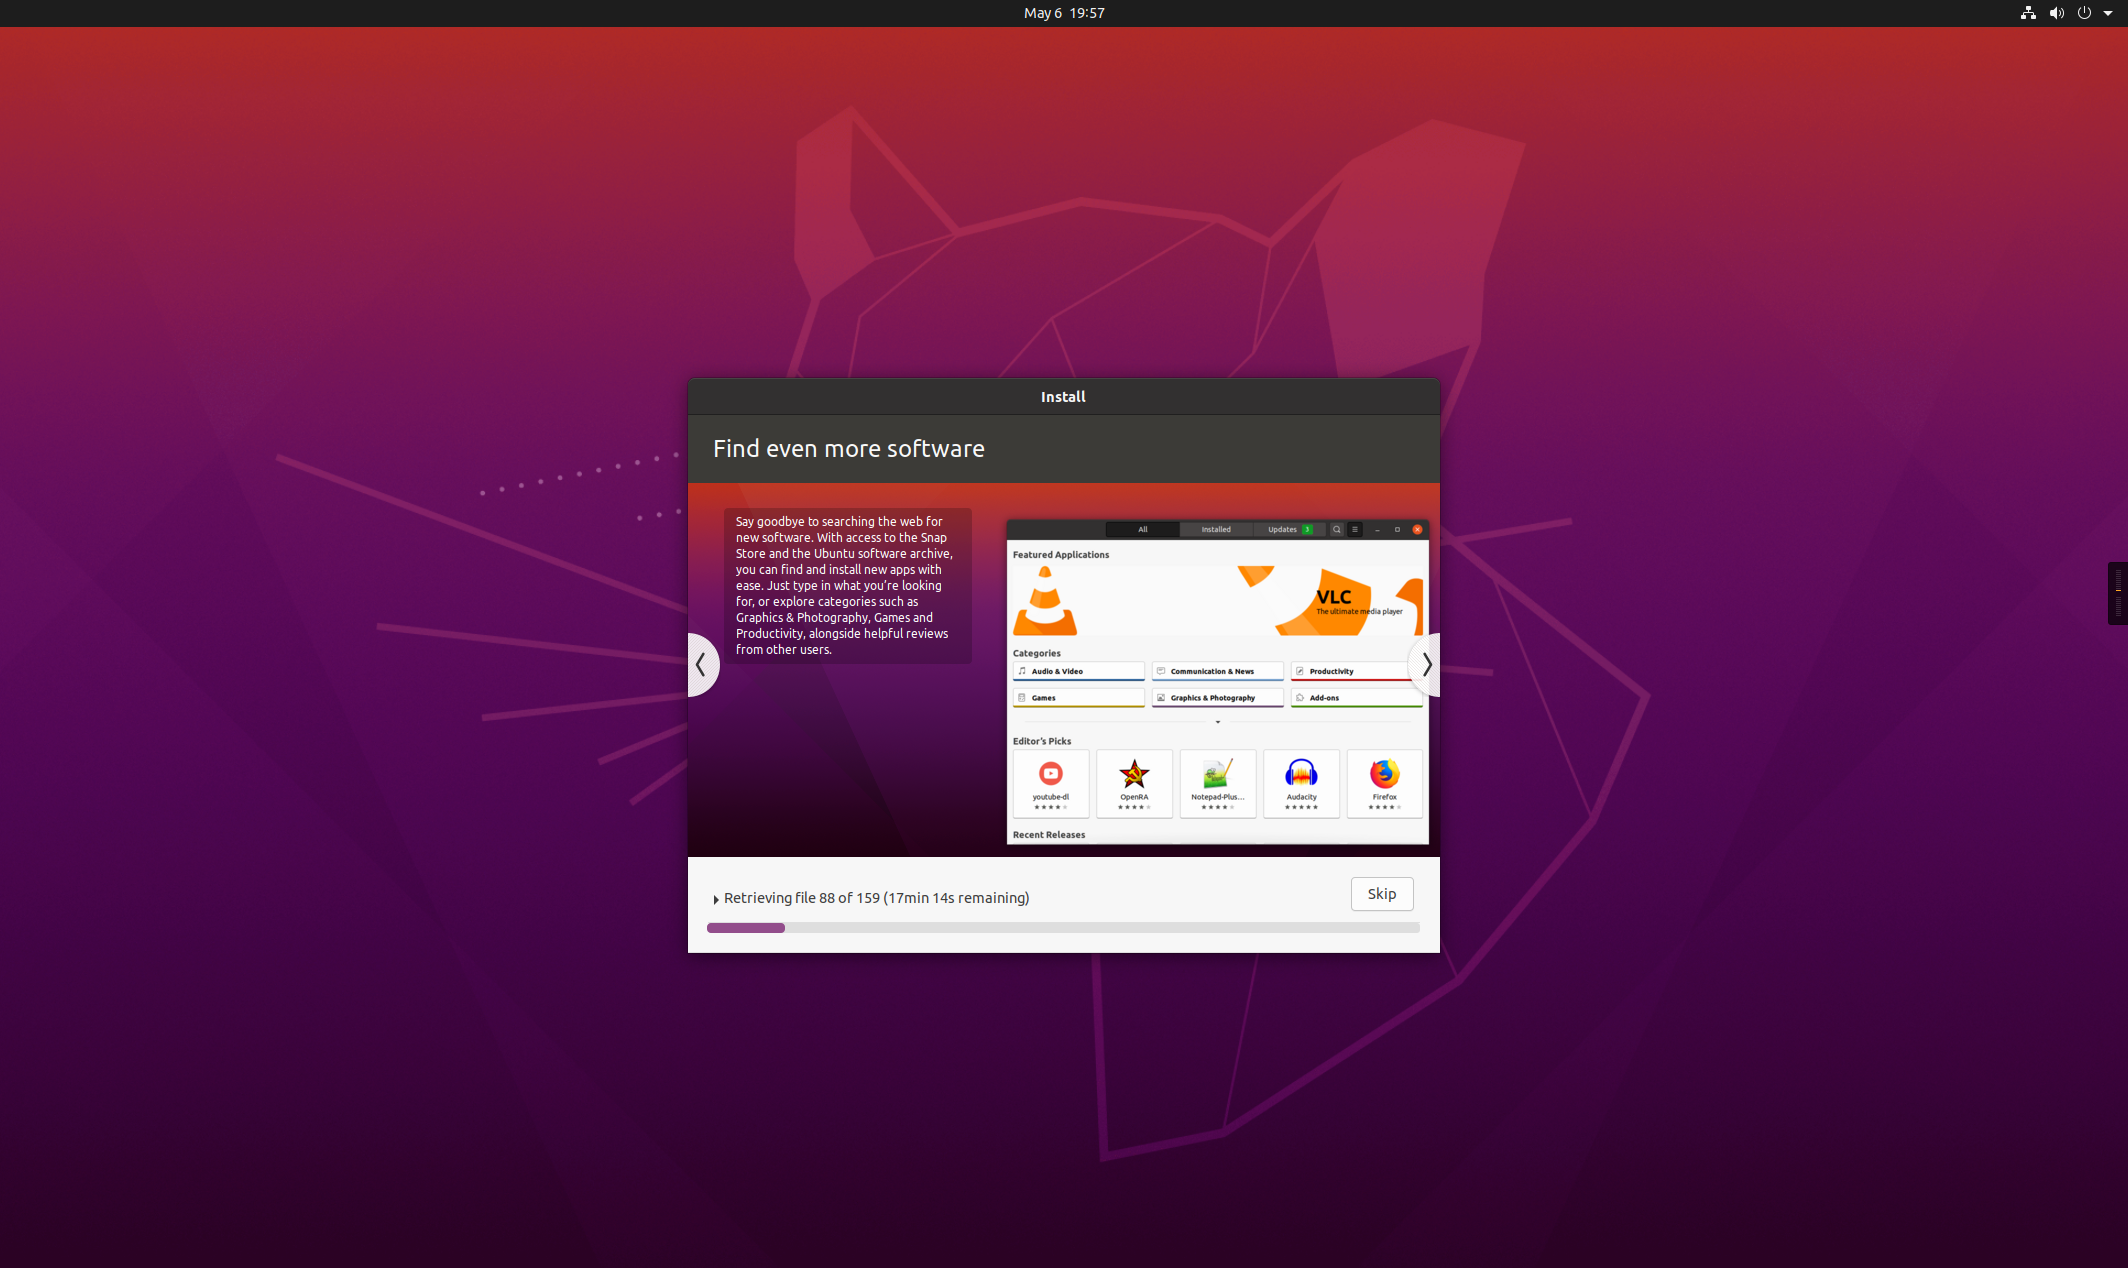 May 6 19:57
Install
Find even more software
Say goodbye to searching the web for
new software. With access to the Snap
Store and the Ubuntu software archive,
you can find and install new apps with
ease. Just type in what you're looking
for, or explore categories such as
Graphics & Photography, Games and
Productivity, alongside helpful reviews
from other users.
All Installed Updates 3
Featured Applications
VLC
The ultimate media player
Categories
Audio & Video Communication & News Productivity
Games Graphics & Photography Add-ons
Editor's Picks
youtube-dl OpenRA Notepad-Plus... Audacity Firefox
Recent Releases
Retrieving file 88 of 159 (17min 14s remaining)
Skip